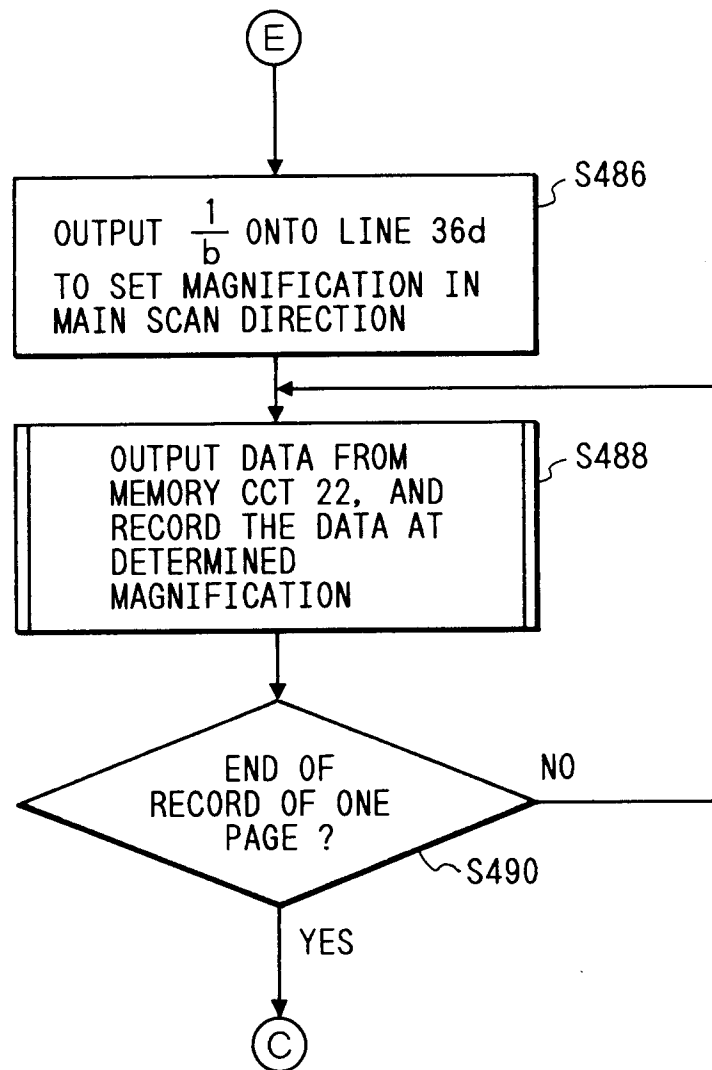 E
S486
OUTPUT 1/b ONTO LINE 36d
TO SET MAGNIFICATION IN
MAIN SCAN DIRECTION
OUTPUT DATA FROM
MEMORY CCT 22, AND
RECORD THE DATA AT
DETERMINED
MAGNIFICATION
S488
END OF
RECORD OF ONE
PAGE ?
NO
S490
YES
C